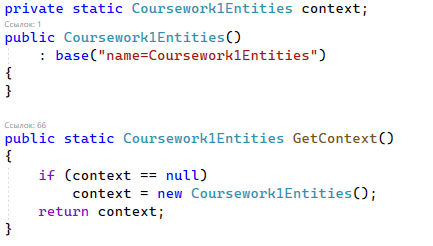 private static Coursework1Entities context;
Ссылок: 1
public Coursework1Entities()
: base("name=Coursework1Entities")
{
}
Ссылок: 66
public static Coursework1Entities GetContext()
{
if (context == null)
context = new Coursework1Entities();
return context;
}